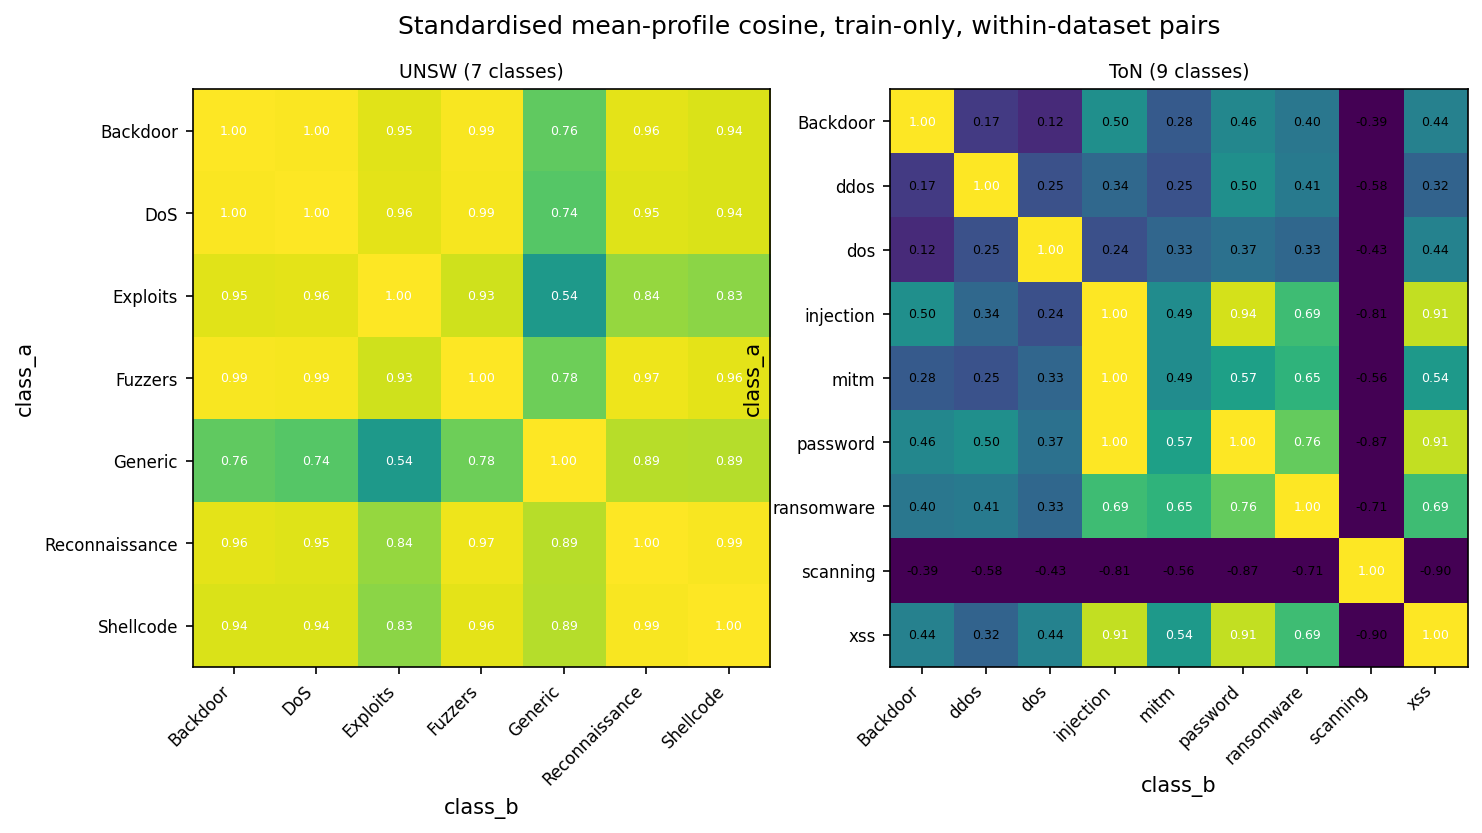 Standardised mean-profile cosine, train-only, within-dataset pairs
UNSW (7 classes)
class_a
Backdoor 1.00 1.00 0.95 0.99 0.76 0.96 0.94
DoS 1.00 1.00 0.96 0.99 0.74 0.95 0.94
Exploits 0.95 0.96 1.00 0.93 0.54 0.84 0.83
Fuzzers 0.99 0.99 0.93 1.00 0.78 0.97 0.96
Generic 0.76 0.74 0.54 0.78 1.00 0.89 0.89
Reconnaissance 0.96 0.95 0.84 0.97 0.89 1.00 0.99
Shellcode 0.94 0.94 0.83 0.96 0.89 0.99 1.00
Backdoor DoS Exploits Fuzzers Generic Reconnaissance Shellcode
class_b
ToN (9 classes)
class_a
Backdoor 1.00 0.17 0.12 0.50 0.28 0.46 0.40 -0.39 0.44
ddos 0.17 1.00 0.25 0.34 0.25 0.50 0.41 -0.58 0.32
dos 0.12 0.25 1.00 0.24 0.33 0.37 0.33 -0.43 0.44
injection 0.50 0.34 0.24 1.00 0.49 0.94 0.69 -0.81 0.91
mitm 0.28 0.25 0.33 1.00 0.49 0.57 0.65 -0.56 0.54
password 0.46 0.50 0.37 1.00 0.57 1.00 0.76 -0.87 0.91
ransomware 0.40 0.41 0.33 0.69 0.65 0.76 1.00 -0.71 0.69
scanning -0.39 -0.58 -0.43 -0.81 -0.56 -0.87 -0.71 1.00 -0.90
xss 0.44 0.32 0.44 0.91 0.54 0.91 0.69 -0.90 1.00
Backdoor ddos dos injection mitm password ransomware scanning xss
class_b